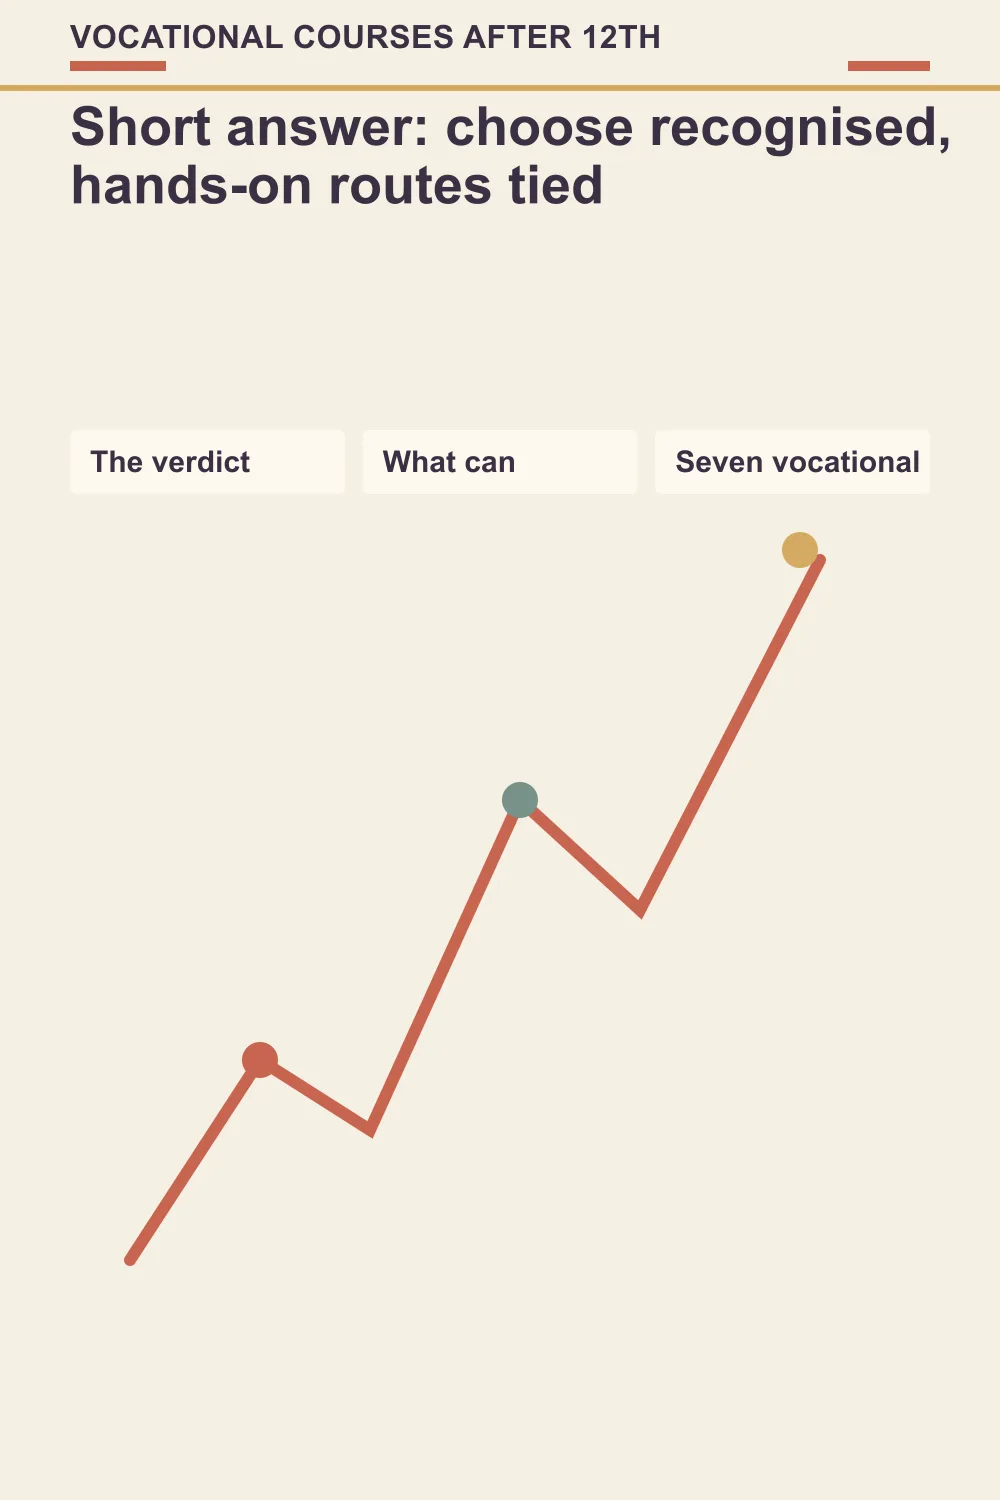 VOCATIONAL COURSES AFTER 12TH
Short answer: choose recognised,
hands-on routes tied
The verdict
What can
Seven vocational